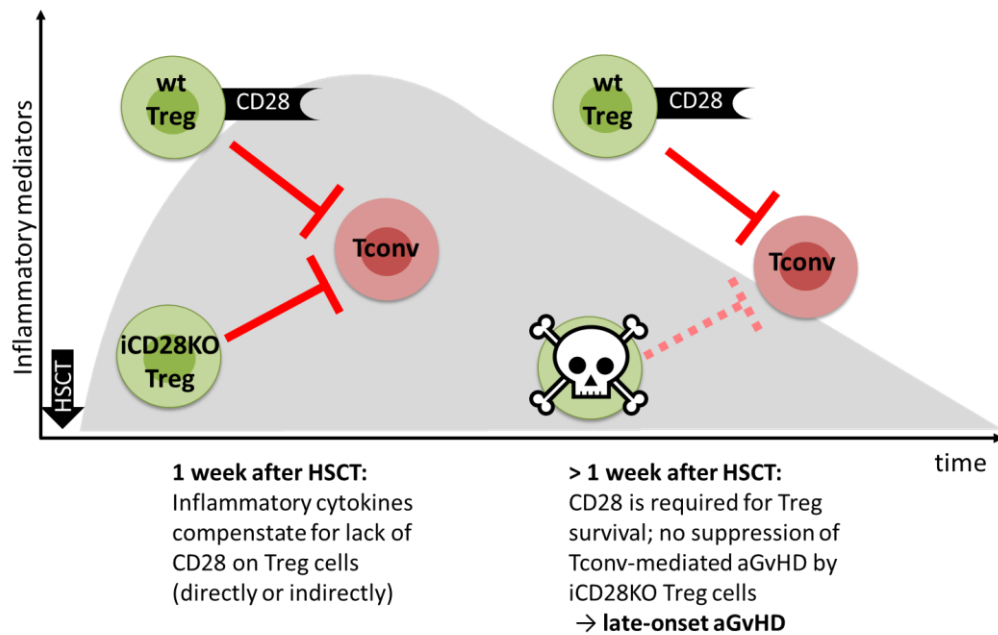 Inflammatory mediators
HSCT
wt
Treg
CD28
Tconv
iCD28KO
Treg
wt
Treg
CD28
Tconv
time
1 week after HSCT:
Inflammatory cytokines
compenstate for lack of
CD28 on Treg cells
(directly or indirectly)
> 1 week after HSCT:
CD28 is required for Treg
survival; no suppression of
Tconv-mediated aGvHD by
iCD28KO Treg cells
→ late-onset aGvHD